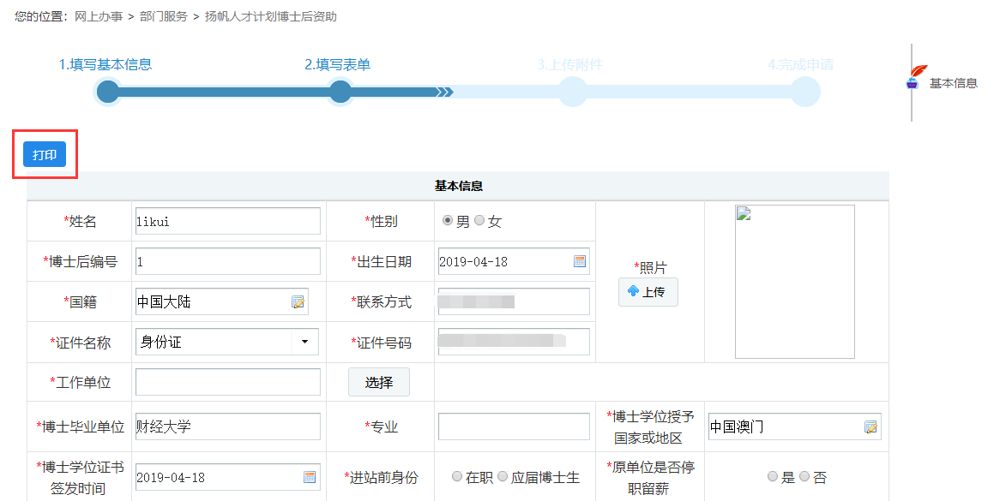 您的位置: 网上办事 > 部门服务 > 扬帆人才计划博士后资助
1.填写基本信息 2.填写表单 3.上传附件 4.完成申请
基本信息
打印
基本信息
*姓名 likui *性别 男 女
*博士后编号 1 *出生日期 2019-04-18
*照片
上传
*国籍 中国大陆 *联系方式
*证件名称 身份证 *证件号码
*工作单位 选择
*博士毕业单位 财经大学 *专业 *博士学位授予
国家或地区 中国澳门
*博士学位证书
签发时间 2019-04-18 *进站前身份 在职 应届博士生 *原单位是否停
职留薪 是 否